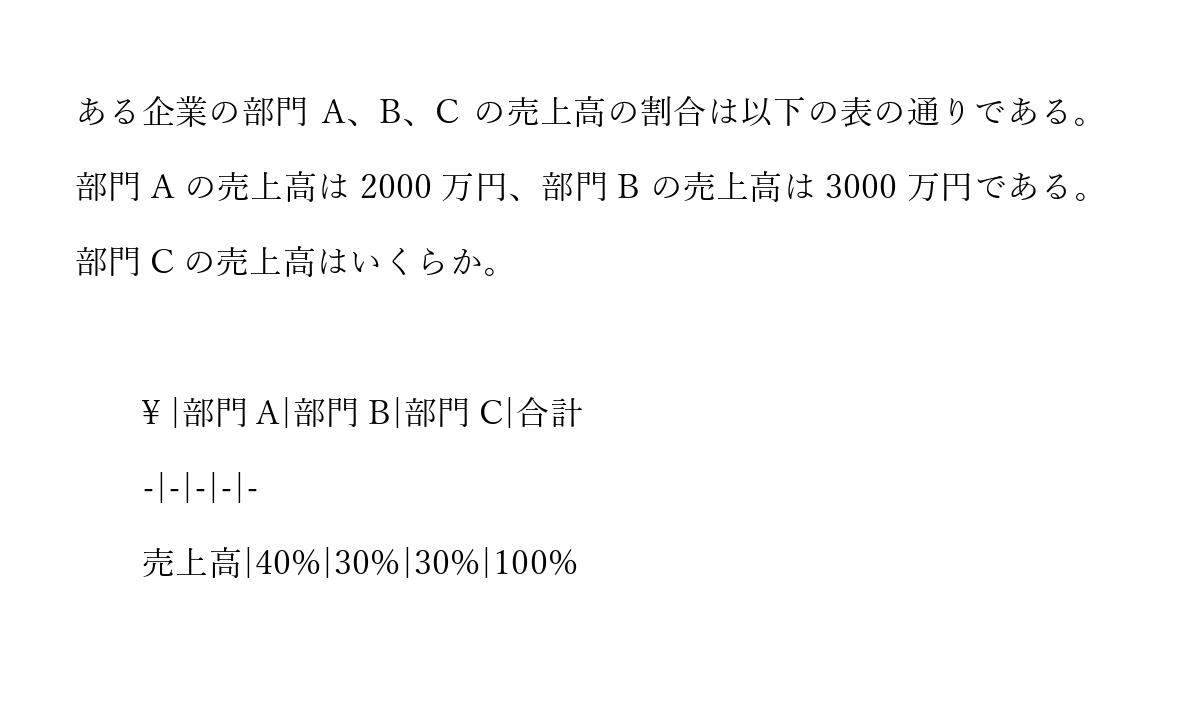 ある企業の部門 A、B、C の売上高の割合は以下の表の通りである。
部門 A の売上高は 2000 万円、部門 B の売上高は 3000 万円である。
部門 C の売上高はいくらか。
¥ |部門 A|部門 B|部門 C|合計
-|-|-|-|-
売上高|40%|30%|30%|100%